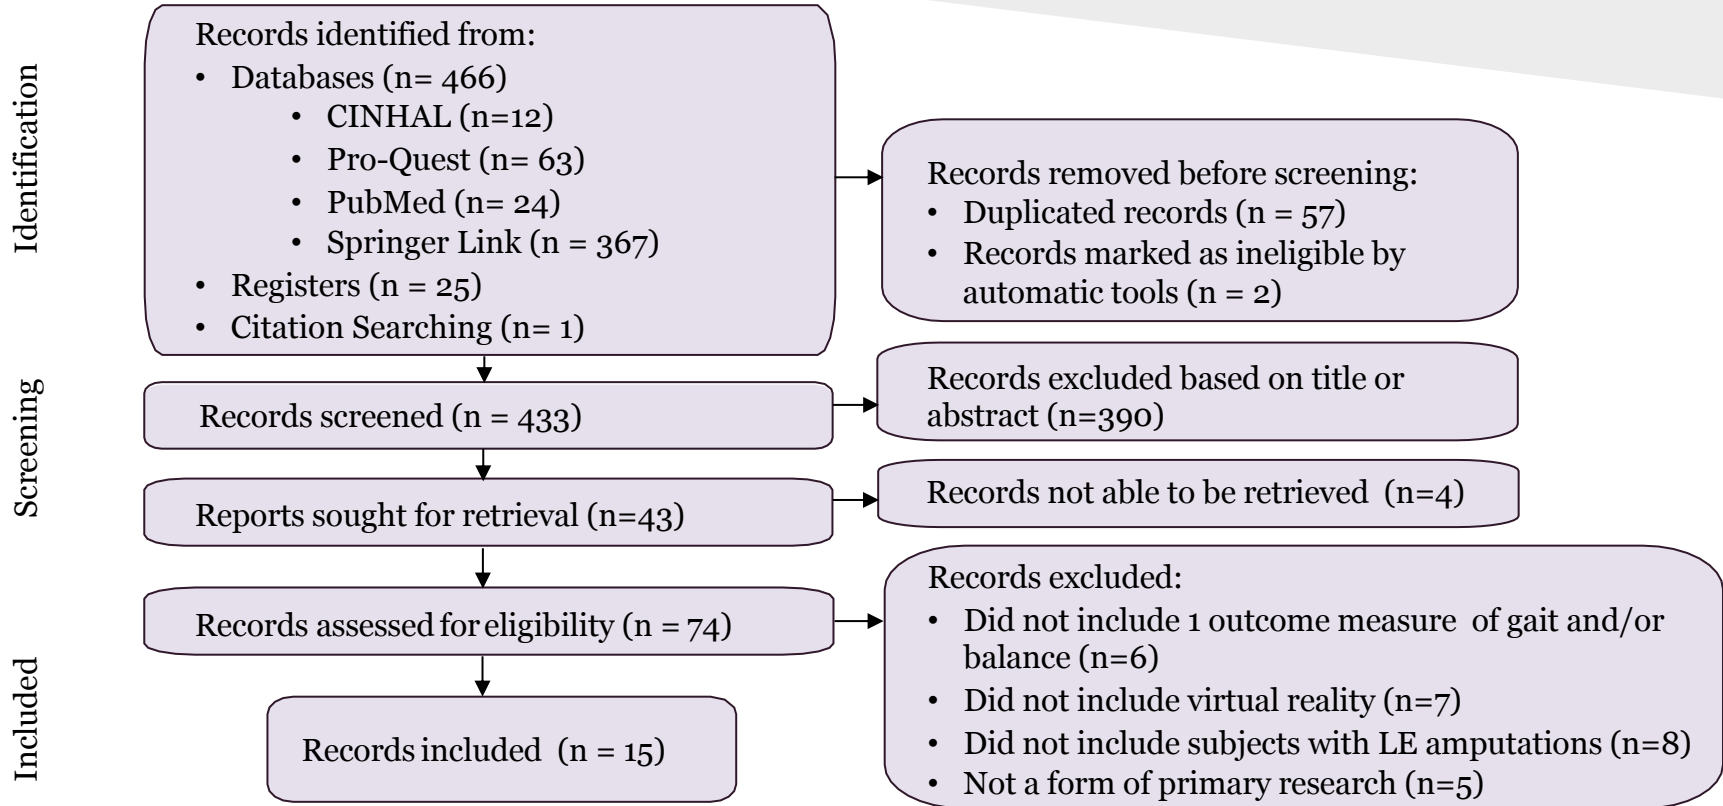 Identification
Records identified from:
• Databases (n= 466)
• CINHAL (n=12)
• Pro-Quest (n= 63)
• PubMed (n= 24)
• Springer Link (n = 367)
• Registers (n = 25)
• Citation Searching (n= 1)
Records removed before screening:
• Duplicated records (n = 57)
• Records marked as ineligible by
automatic tools (n = 2)
Screening
Records screened (n = 433)
Records excluded based on title or
abstract (n=390)
Reports sought for retrieval (n=43)
Records not able to be retrieved (n=4)
Included
Records assessed for eligibility (n = 74)
Records excluded:
• Did not include 1 outcome measure of gait and/or
balance (n=6)
• Did not include virtual reality (n=7)
• Did not include subjects with LE amputations (n=8)
• Not a form of primary research (n=5)
Records included (n = 15)